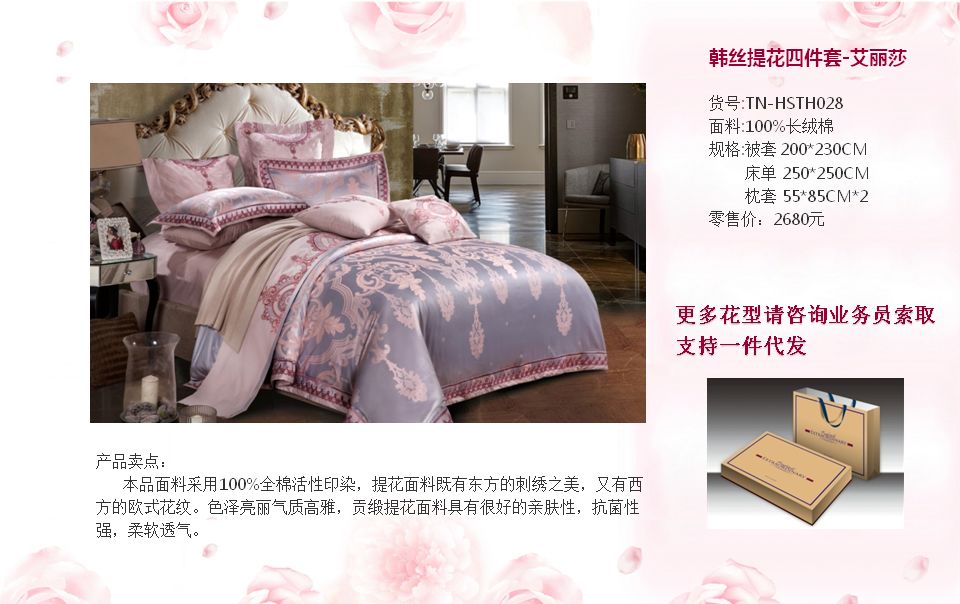 韩丝提花四件套-艾丽莎
货号:TN-HSTH028
面料:100%长绒棉
规格:被套 200*230CM
床单 250*250CM
枕套 55*85CM*2
零售价：2680元
更多花型请咨询业务员索取
支持一件代发
产品卖点：
本品面料采用100%全棉活性印染，提花面料既有东方的刺绣之美，又有西
方的欧式花纹。色泽亮丽气质高雅，贡缎提花面料具有很好的亲肤性，抗菌性
强，柔软透气。